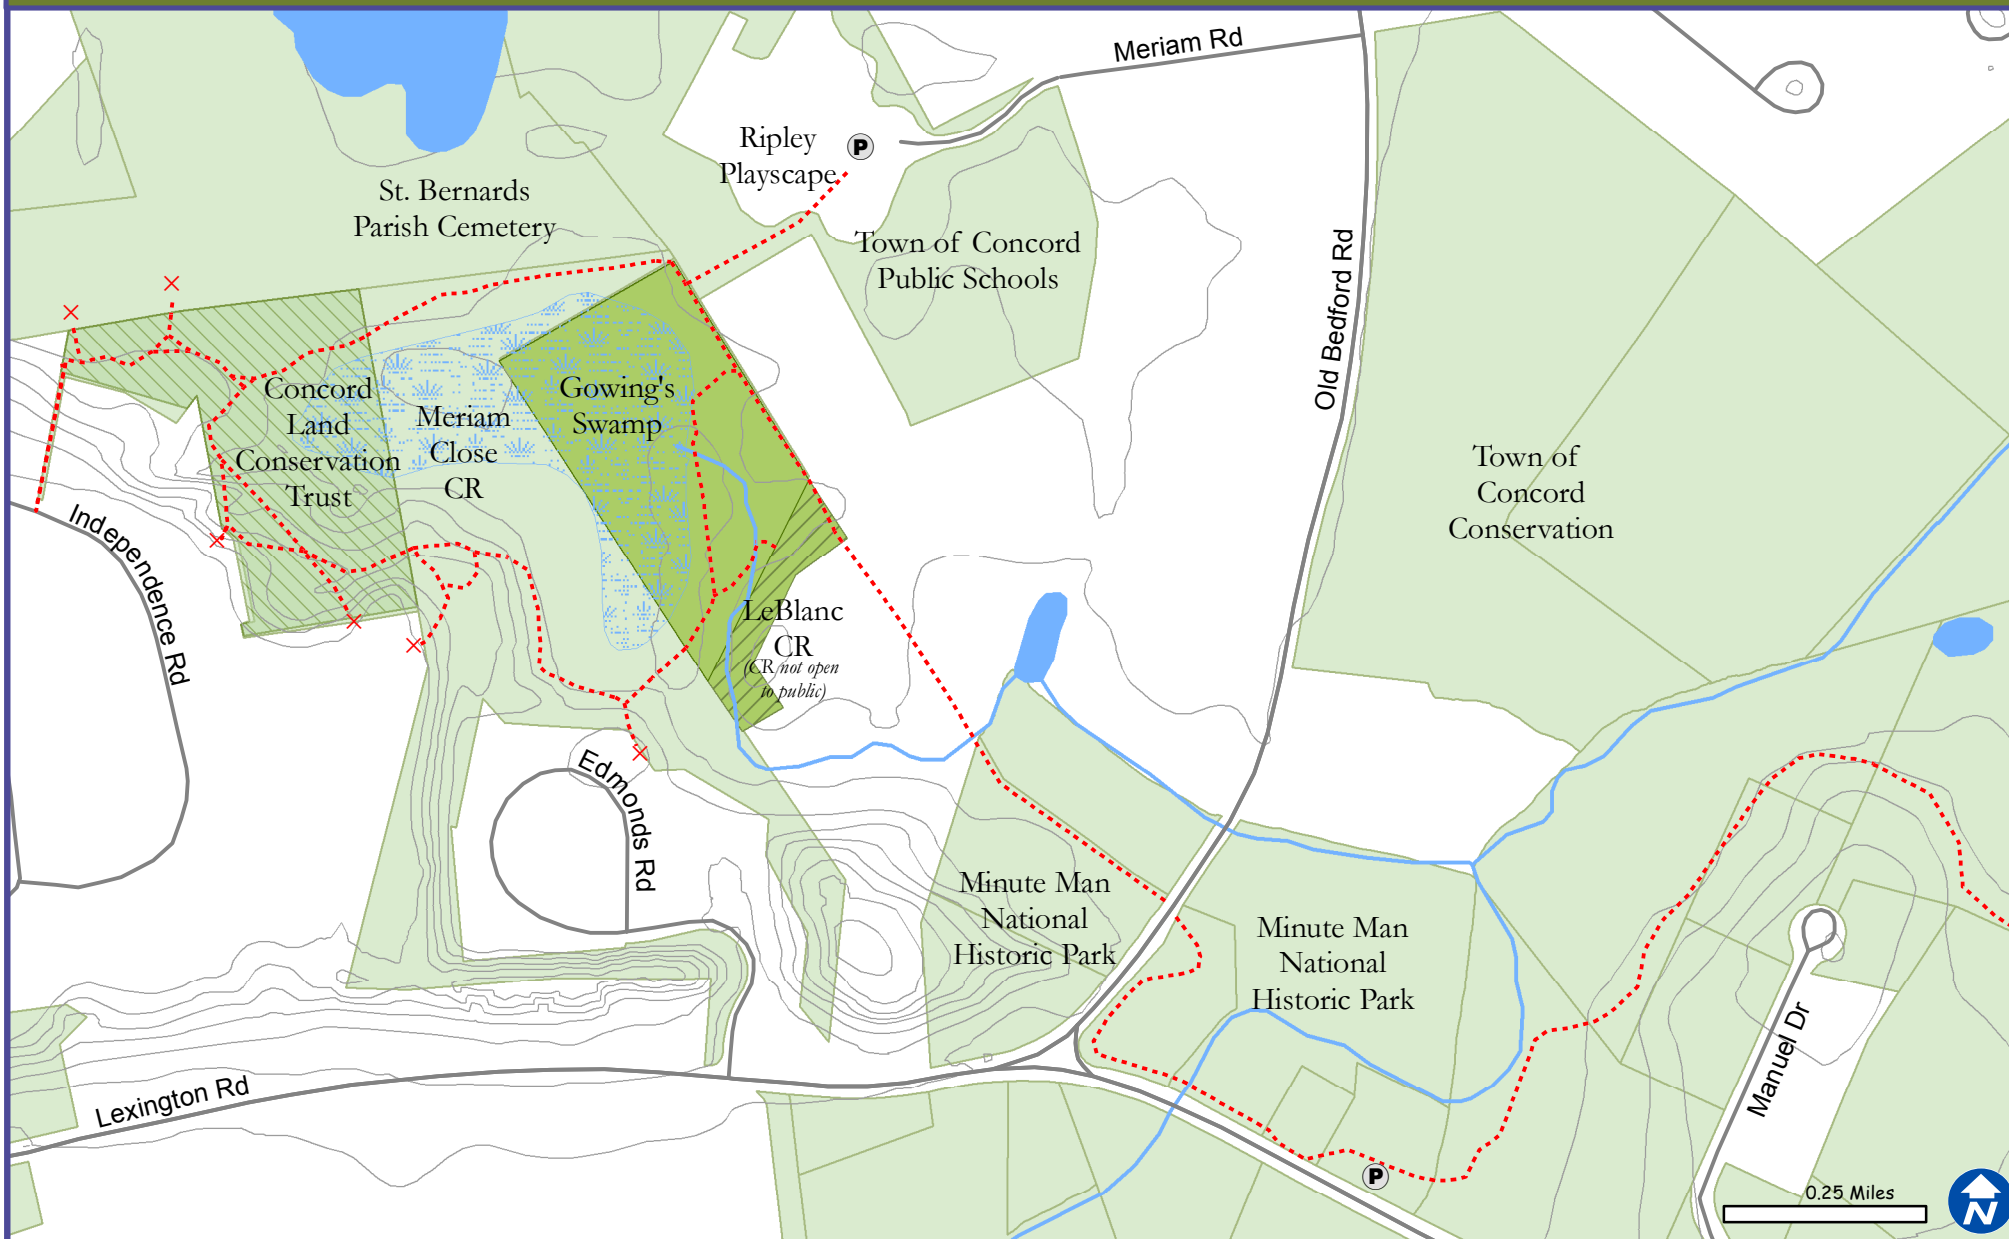 Meriam Rd
Ripley
Playscape
P
St. Bernards
Parish Cemetery
Town of Concord
Public Schools
Old Bedford Rd
Concord
Land
Conservation
Trust
Meriam
Close
CR
Gowing's
Swamp
Town of
Concord
Conservation
Independence Rd
LeBlanc
CR
(CR not open
to public)
Edmonds Rd
Minute Man
National
Historic Park
Minute Man
National
Historic Park
Manuel Dr
Lexington Rd
P
0.25 Miles
N